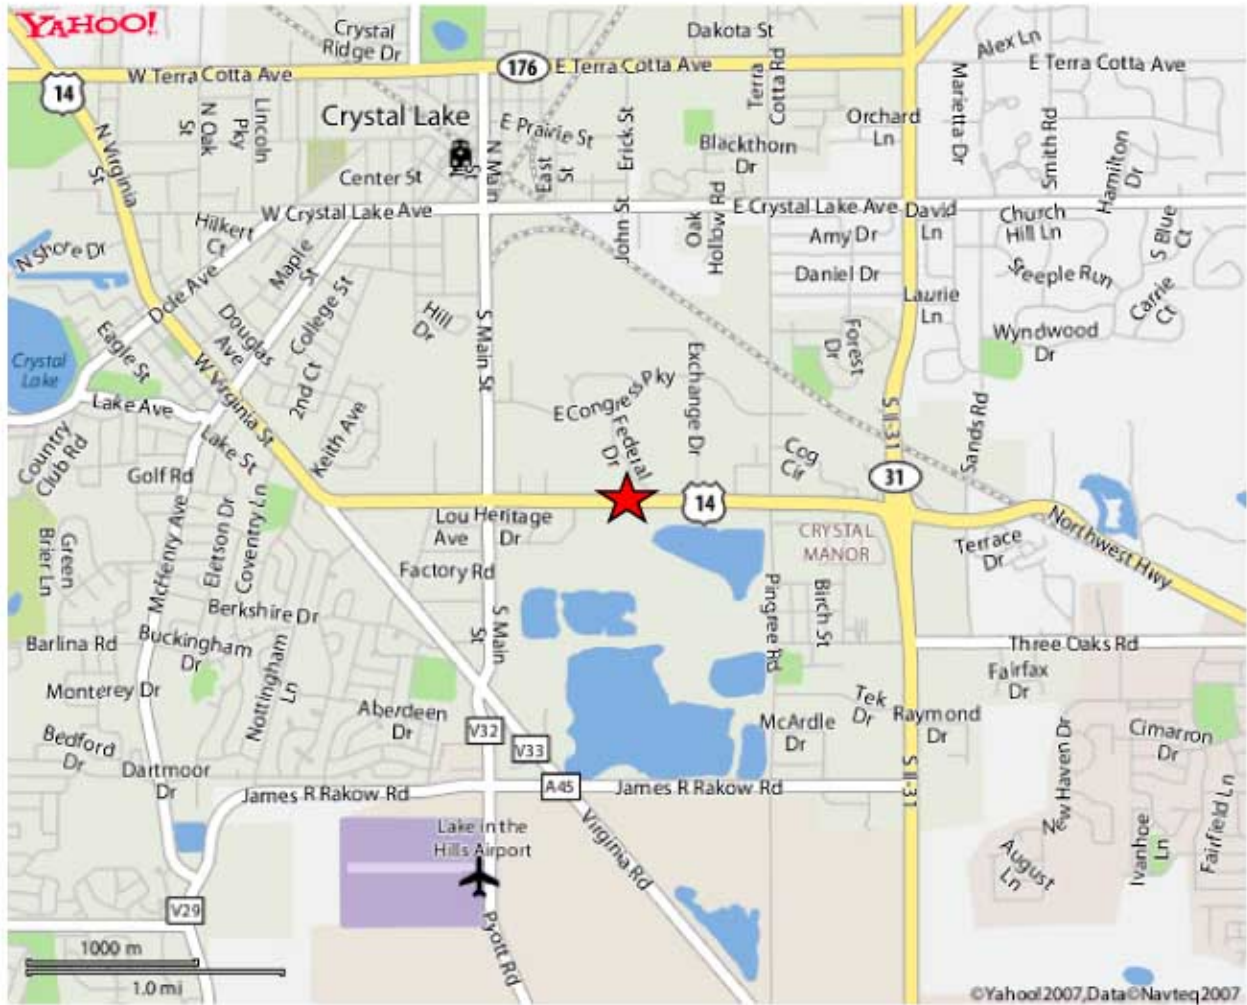 YAHOO!
Crystal
Ridge Dr
Dakota St
Alex Ln
W Terra Cotta Ave
176
E Terra Cotta Ave
E Terra Cotta Ave
14
Terra
Cotta Rd
Marietta Dr
N Virginia
St
N Oak
St
Lincoln
Pky
Crystal Lake
E Prairie St
Erick St
Orchard
Ln
Smith Rd
Hamilton
Dr
Blackthorn
Dr
Center St
St
N Main
East
St
W Crystal Lake Ave
E Crystal Lake Ave
David
Ln
Church
Hill Ln
S Blue
Ct
Hilkert
Ct
John St
Oak
Hollow Rd
Amy Dr
N Shore Dr
Maple
St
Daniel Dr
Steeple Run
Carrie
Ct
Dole Ave
Laurie
Ln
College St
Douglas
Ave
Hill
Dr
S Main St
Eagle St
Forest
Dr
Wyndwood
Dr
Crystal
Lake
W Virginia St
2nd Ct
Exchange Dr
E Congress Pky
Lake Ave
Keith Ave
Federal
Dr
S Il-31
Sands Rd
Country
Club Rd
Lake St
Cog
Cir
Golf Rd
31
14
McHenry Ave
Eletson Dr
Coventry Ln
Lou
Ave
Heritage
Dr
CRYSTAL
MANOR
Terrace
Dr
Northwest Hwy
Green
Brier Ln
Factory Rd
Pingree Rd
Birch St
Berkshire Dr
S Main
St
Barlina Rd
Buckingham
Dr
Three Oaks Rd
Nottingham
Ln
Fairfax
Dr
Monterey Dr
Aberdeen
Dr
Tek
Dr
Raymond
Dr
McArdle
Dr
Bedford
Dr
V32
V33
New Haven Dr
Cimarron
Dr
Dartmoor
Dr
James R Rakow Rd
A45
James R Rakow Rd
S Il-31
Fairfield Ln
Lake in the
Hills Airport
Virginia Rd
August
Ln
Ivanhoe
Ln
V29
Pyott Rd
1000 m
1.0 mi
©Yahoo!2007,Data©Navteq2007